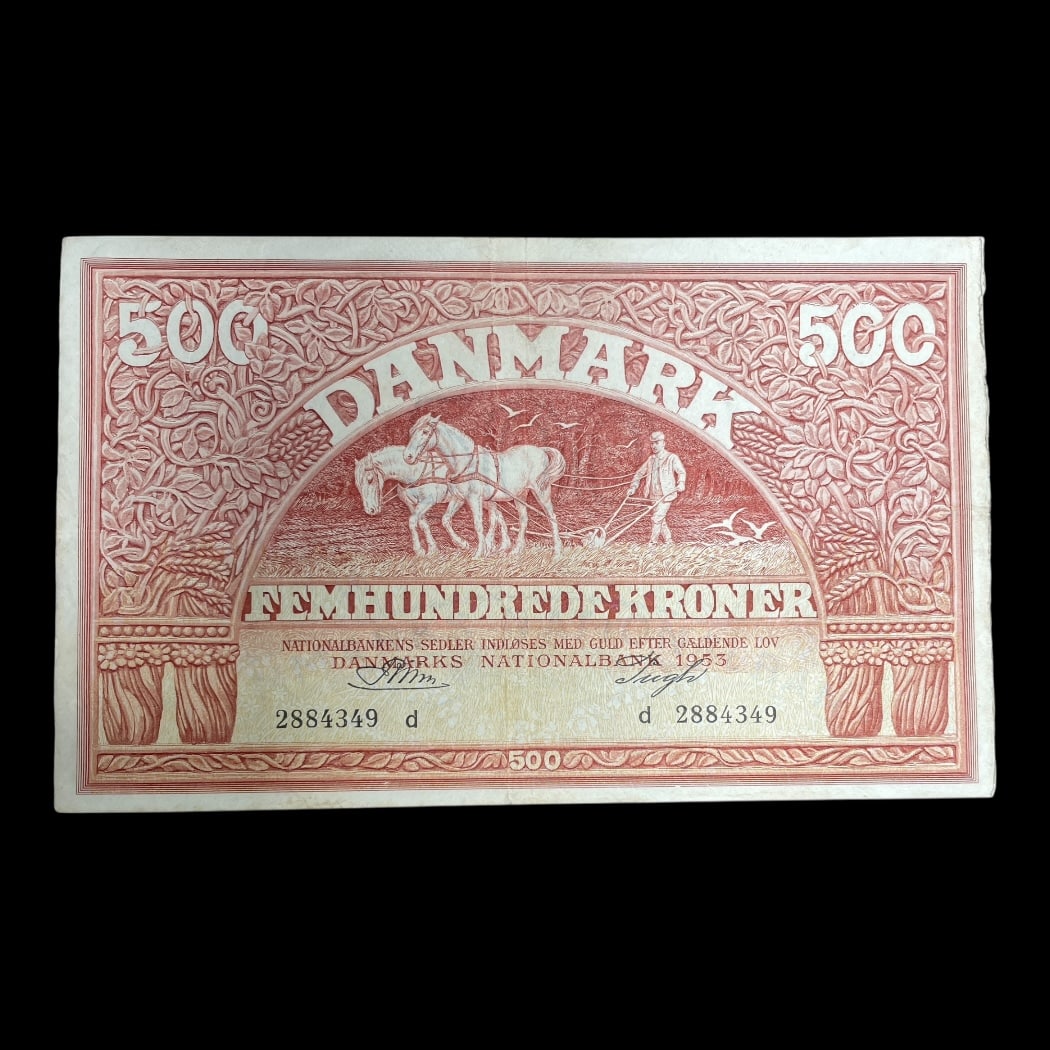 500 500
DANMARK
FEMHUNDREDE KRONER
NATIONALBANKENS SEDLER INDLØSES MED GULD EFTER GÆLDENDE LOV
DANMARKS NATIONALBANK 1953
2884349 d d 2884349
500